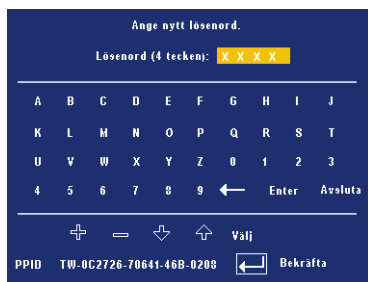 Ange nytt lösenord.
Lösenord (4 tecken): X X X X
A B C D E F G H I J
K L M N O P Q R S T
U V W X Y Z 0 1 2 3
4 5 6 7 8 9 ← Enter Avsluta
Välj
PPID TW-0C2726-70641-46B-0208 Bekräfta